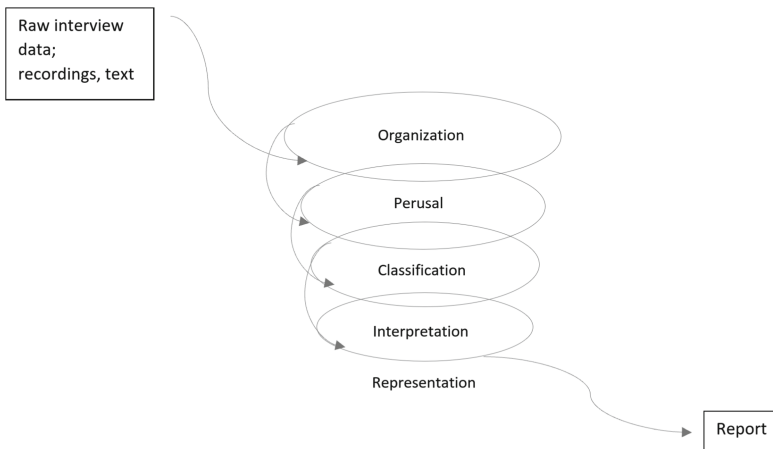 Raw interview
data;
recordings, text
Organization
Perusal
Classification
Interpretation
Representation
Report